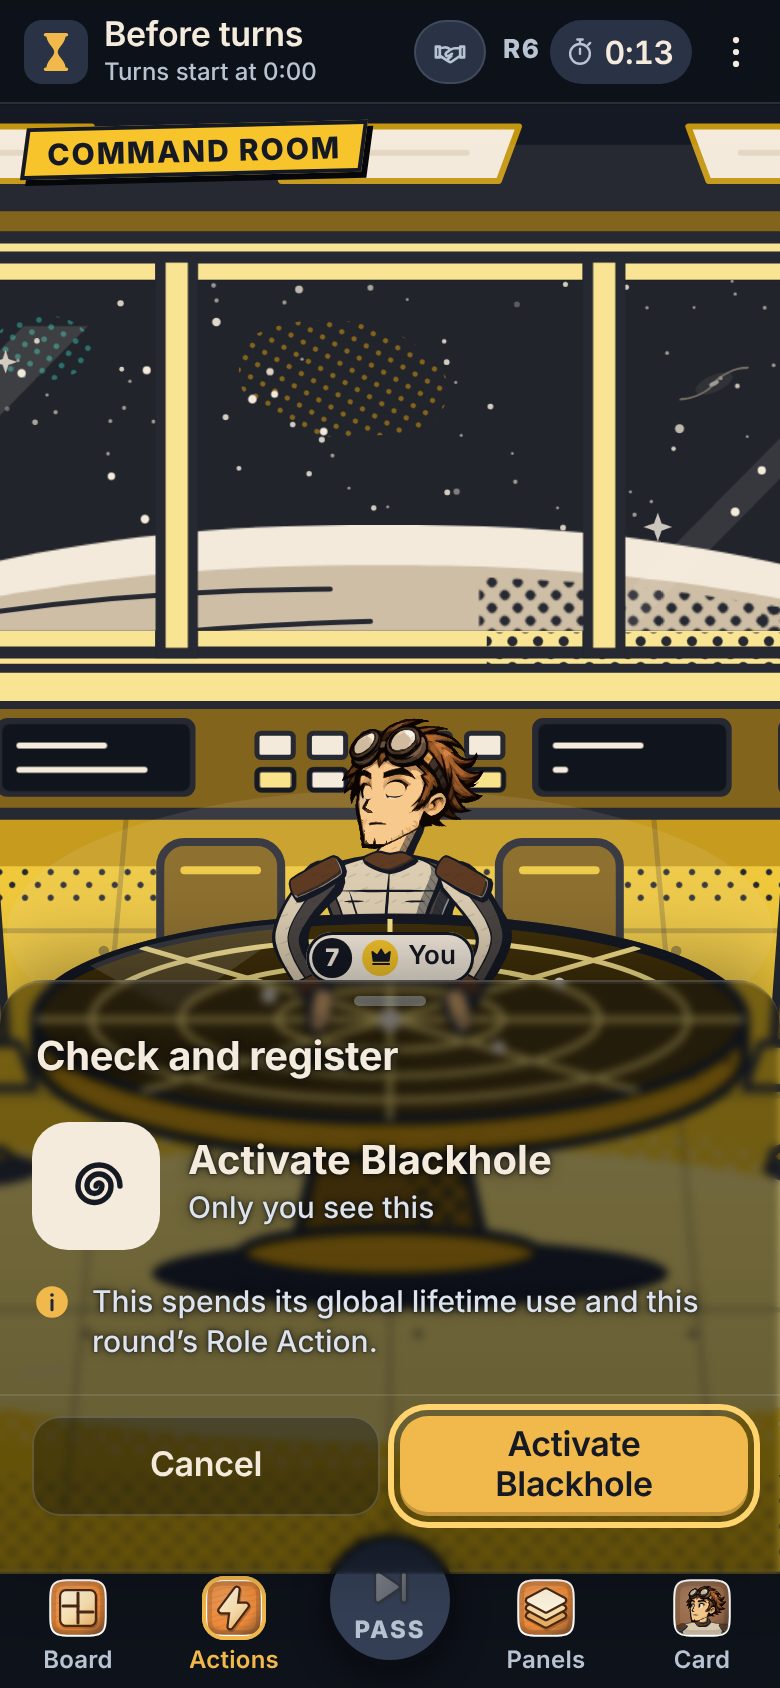 Before turns
Turns start at 0:00
R6
0:13
COMMAND ROOM
7
You
Check and register
Activate Blackhole
Only you see this
This spends its global lifetime use and this
round's Role Action.
Cancel
Activate
Blackhole
PASS
Board
Actions
Panels
Card